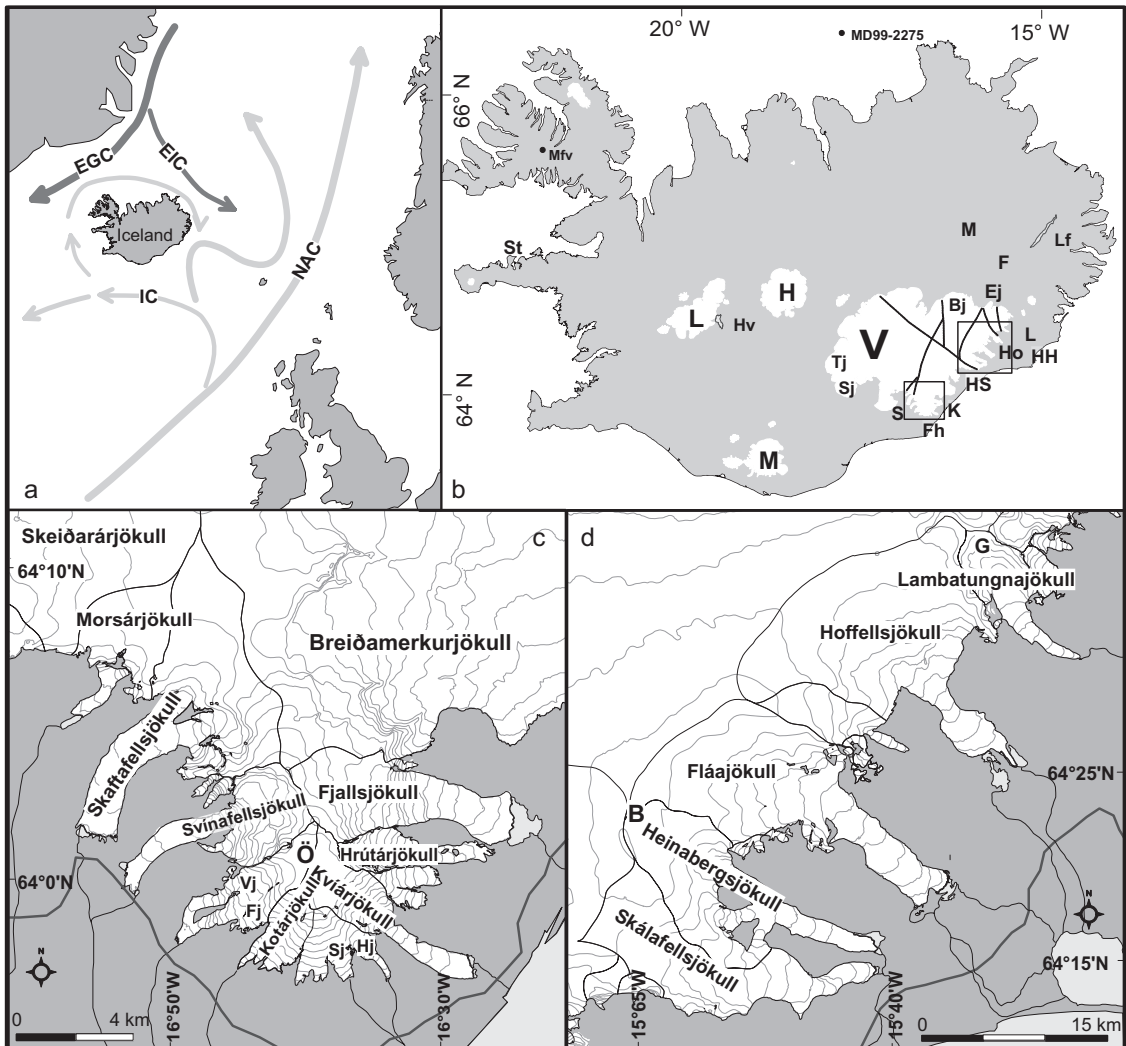 EGC
EIC
Iceland
NAC
IC
a
20° W
15° W
MD99-2275
66° N
Mfv
M
Lf
St
F
H
Ej
L
Bj
Hv
V
L
Ho
HH
Tj
HS
Sj
64° N
S
K
Fh
M
b
Skeiðarárjökull
c
64°10'N
Morsárjökull
Breiðamerkurjökull
Skaftafellsjökull
Fjallsjökull
Svínafellsjökull
Ö
Hrútárjökull
64°0'N
Vj
Kvíárjökull
Fj
Kotárjökull
Sj
Hj
N
0
4 km
16°50'W
16°30'W
d
G
Lambatungnajökull
Hoffellsjökull
64°25'N
Fláajökull
B
Heinabergsjökull
N
Skálafellsjökull
64°15'N
15°65'W
15°40'W
0
15 km